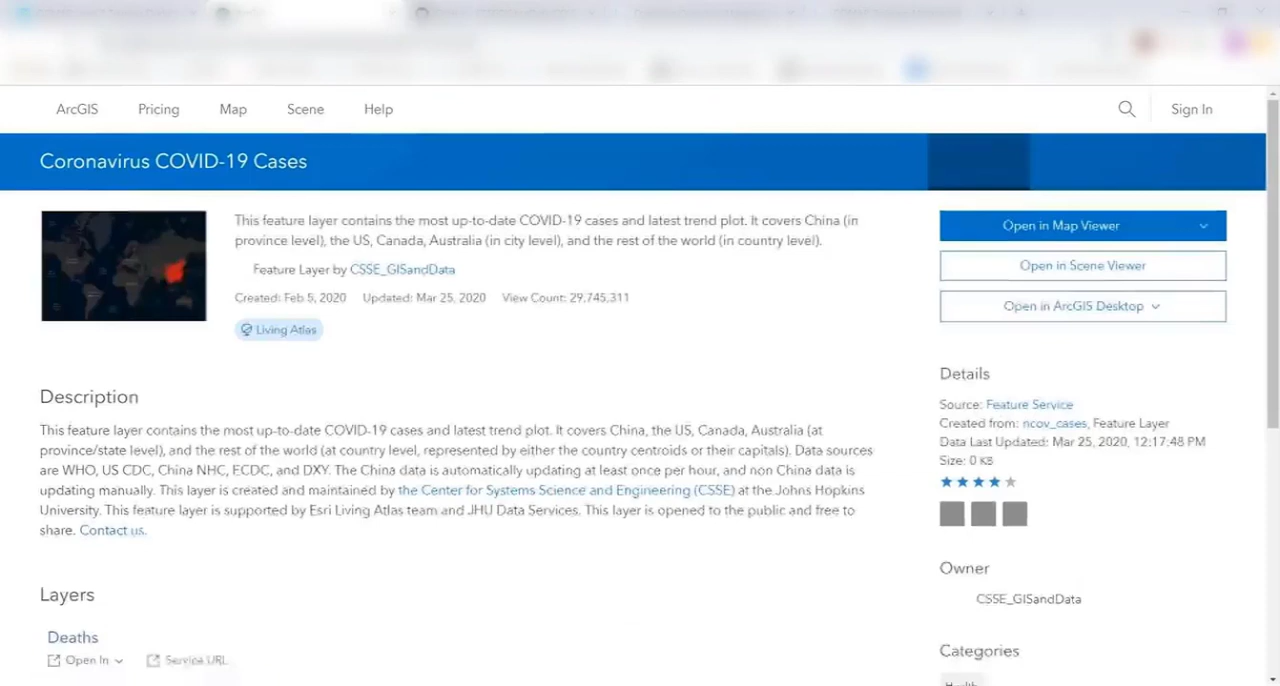 ArcGIS Pricing Map Scene Help Sign In
Coronavirus COVID-19 Cases
This feature layer contains the most up-to-date COVID-19 cases and latest trend plot. It covers China (in
province level), the US, Canada, Australia (in city level), and the rest of the world (in country level).
Feature Layer by CSSE_GISandData
Created: Feb 5, 2020 Updated: Mar 25, 2020 View Count: 29,745,311
Living Atlas
Open in Map Viewer
Open in Scene Viewer
Open in ArcGIS Desktop
Description
This feature layer contains the most up-to-date COVID-19 cases and latest trend plot. It covers China, the US, Canada, Australia (at
province/state level), and the rest of the world (at country level, represented by either the country centroids or their capitals). Data sources
are WHO, US CDC, China NHC, ECDC, and DXY. The China data is automatically updating at least once per hour, and non China data is
updating manually. This layer is created and maintained by the Center for Systems Science and Engineering (CSSE) at the Johns Hopkins
University. This feature layer is supported by Esri Living Atlas team and JHU Data Services. This layer is opened to the public and free to
share. Contact us.
Layers
Deaths
Open In Service URL
Details
Source: Feature Service
Created from: ncov_cases, Feature Layer
Data Last Updated: Mar 25, 2020, 12:17:48 PM
Size: 0 KB
Owner
CSSE_GISandData
Categories
Health